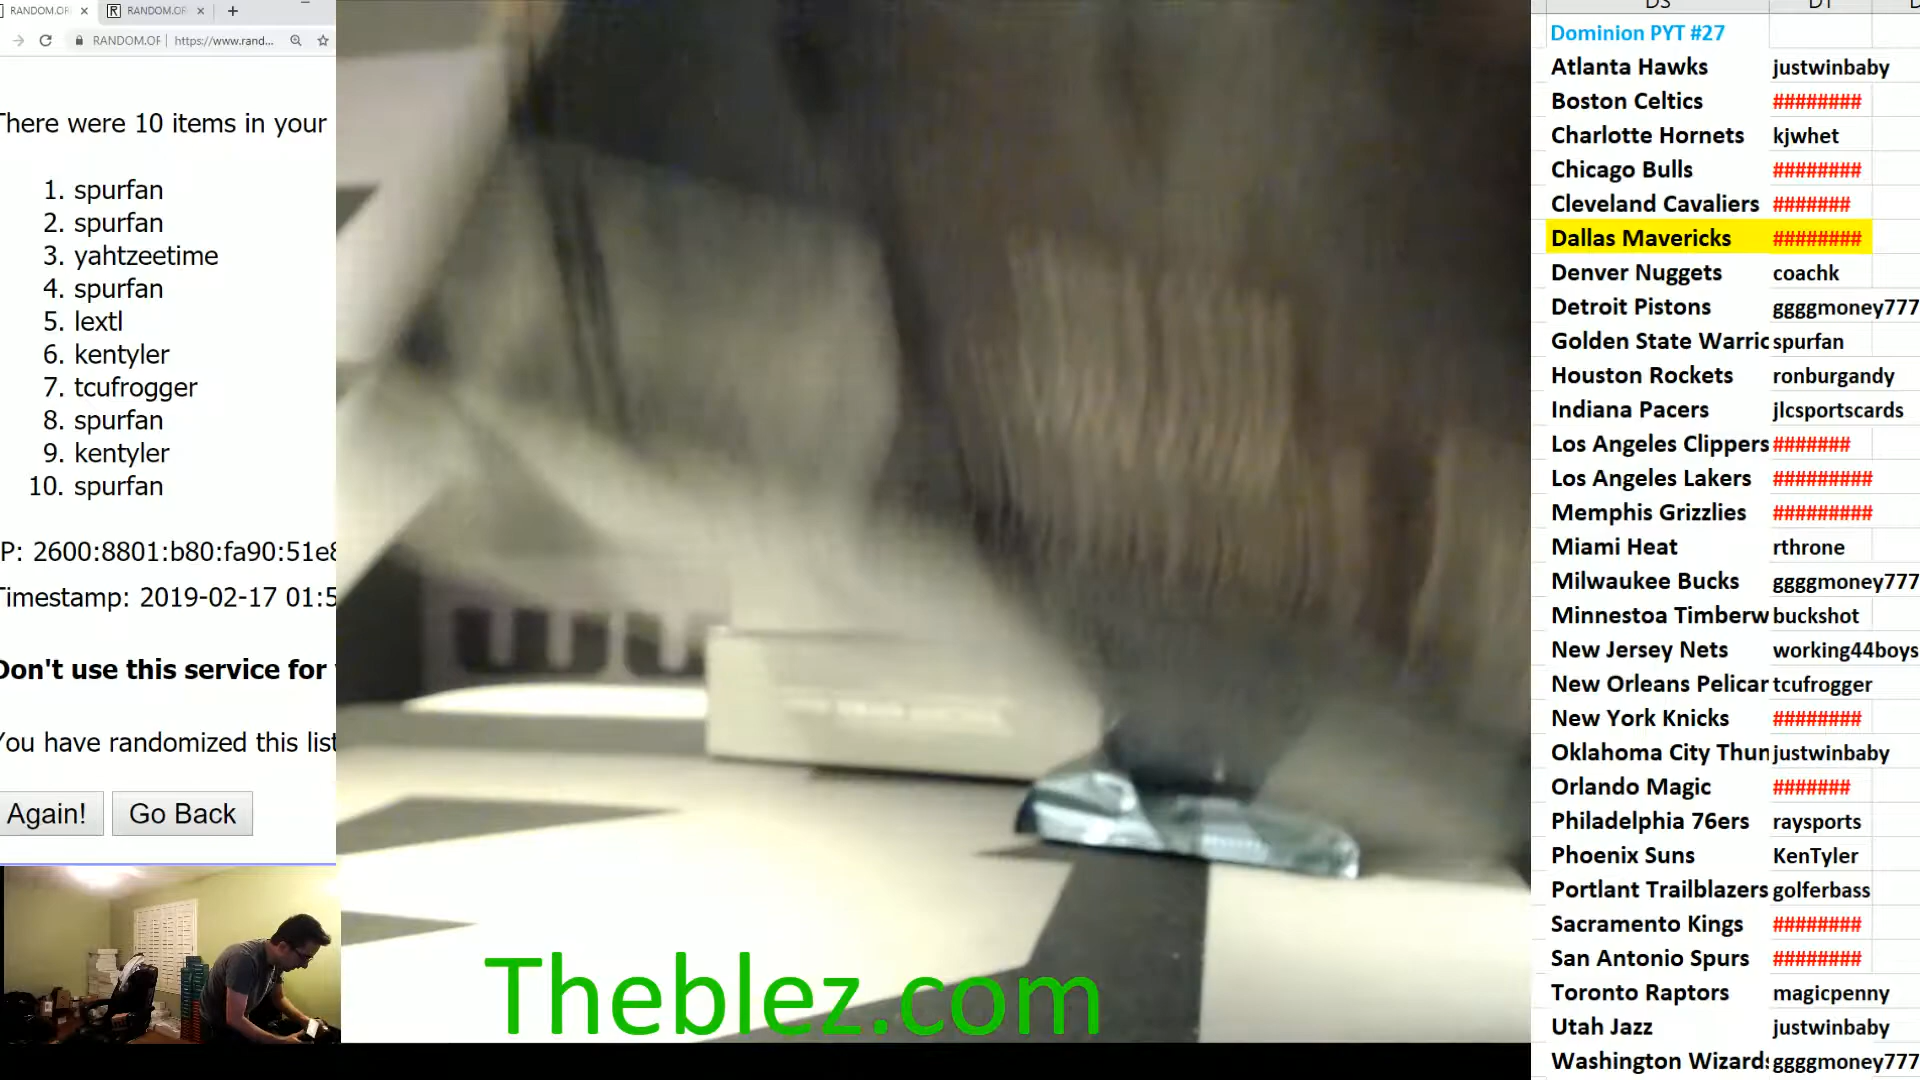 RANDOM.OR
RANDOM.OR
RANDOM.OF
https://www.rand...
There were 10 items in your
1. spurfan
2. spurfan
3. yahtzeetime
4. spurfan
5. lextl
6. kentyler
7. tcufrogger
8. spurfan
9. kentyler
10. spurfan
P: 2600:8801:b80:fa90:51e8
Timestamp: 2019-02-17 01:5
Don't use this service for
You have randomized this list
Again!
Go Back
Theblez.com
DS
DT
Dominion PYT #27
Atlanta Hawks justwinbaby
Boston Celtics ########
Charlotte Hornets kjwhet
Chicago Bulls ########
Cleveland Cavaliers #######
Dallas Mavericks ########
Denver Nuggets coachk
Detroit Pistons ggggmoney777
Golden State Warric spurfan
Houston Rockets ronburgandy
Indiana Pacers jlcsportscards
Los Angeles Clippers #######
Los Angeles Lakers #########
Memphis Grizzlies #########
Miami Heat rthrone
Milwaukee Bucks ggggmoney777
Minnestoa Timberw buckshot
New Jersey Nets working44boys
New Orleans Pelicar tcufrogger
New York Knicks ########
Oklahoma City Thun justwinbaby
Orlando Magic #######
Philadelphia 76ers raysports
Phoenix Suns KenTyler
Portlant Trailblazers golferbass
Sacramento Kings ########
San Antonio Spurs ########
Toronto Raptors magicpenny
Utah Jazz justwinbaby
Washington Wizards ggggmoney777